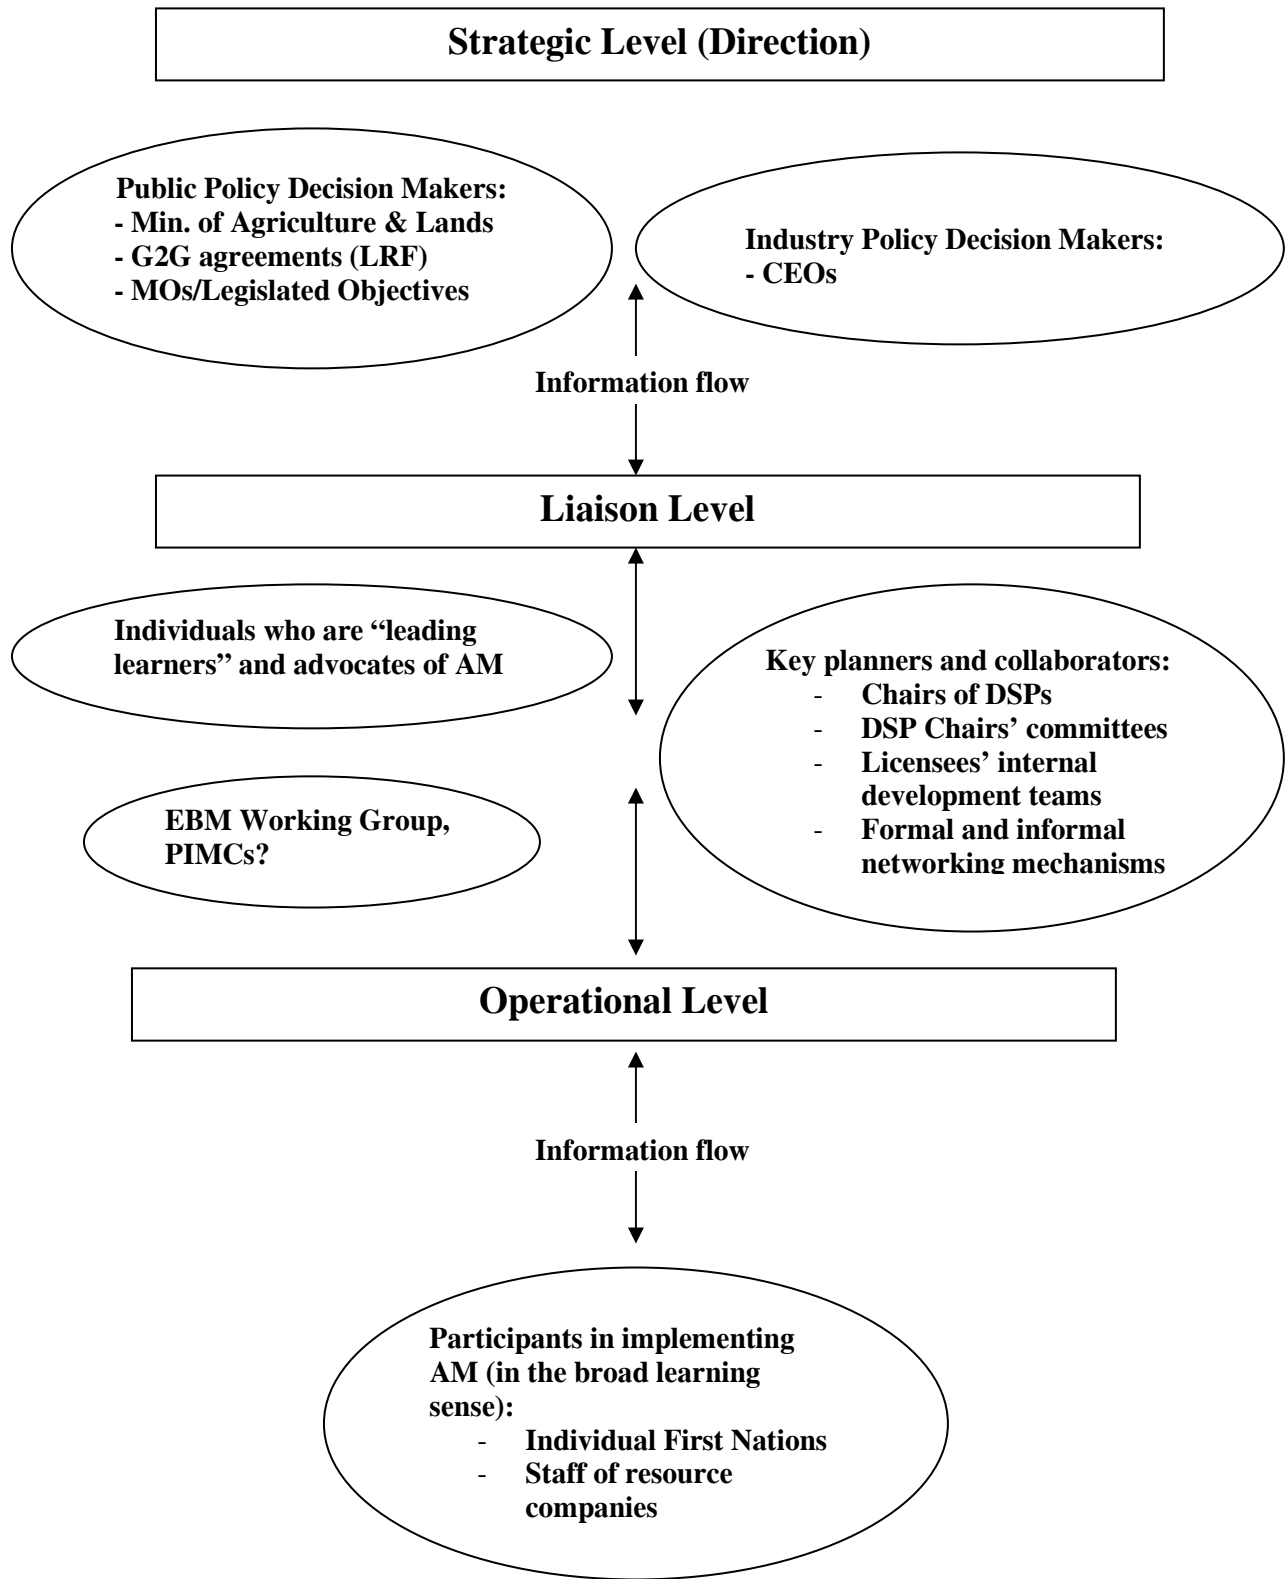 Strategic Level (Direction)
Public Policy Decision Makers:
- Min. of Agriculture & Lands
- G2G agreements (LRF)
- MOs/Legislated Objectives
Industry Policy Decision Makers:
- CEOs
Information flow
Liaison Level
Individuals who are “leading
learners” and advocates of AM
Key planners and collaborators:
- Chairs of DSPs
- DSP Chairs’ committees
- Licensees’ internal
development teams
- Formal and informal
networking mechanisms
EBM Working Group,
PIMCs?
Operational Level
Information flow
Participants in implementing
AM (in the broad learning
sense):
- Individual First Nations
- Staff of resource
companies